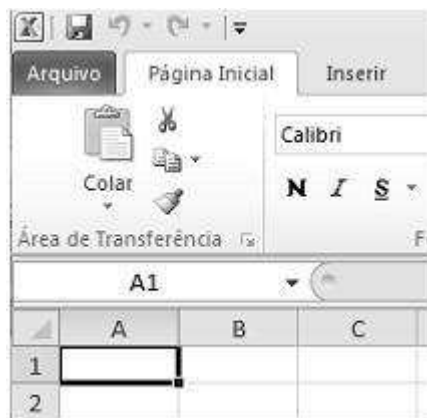 Arquivo Página Inicial Inserir
Calibri
Colar
N I S
Área de Transferência F
A1
A B C
1
2